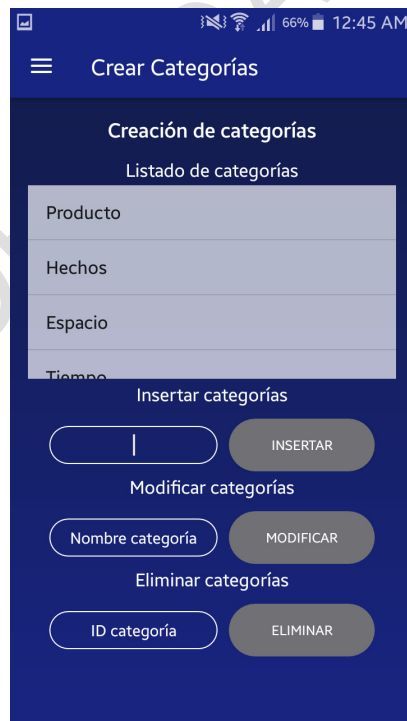 66% 12:45 AM
Crear Categorías
Creación de categorías
Listado de categorías
Producto
Hechos
Espacio
Tiempo
Insertar categorías
INSERTAR
Modificar categorías
Nombre categoría MODIFICAR
Eliminar categorías
ID categoría ELIMINAR